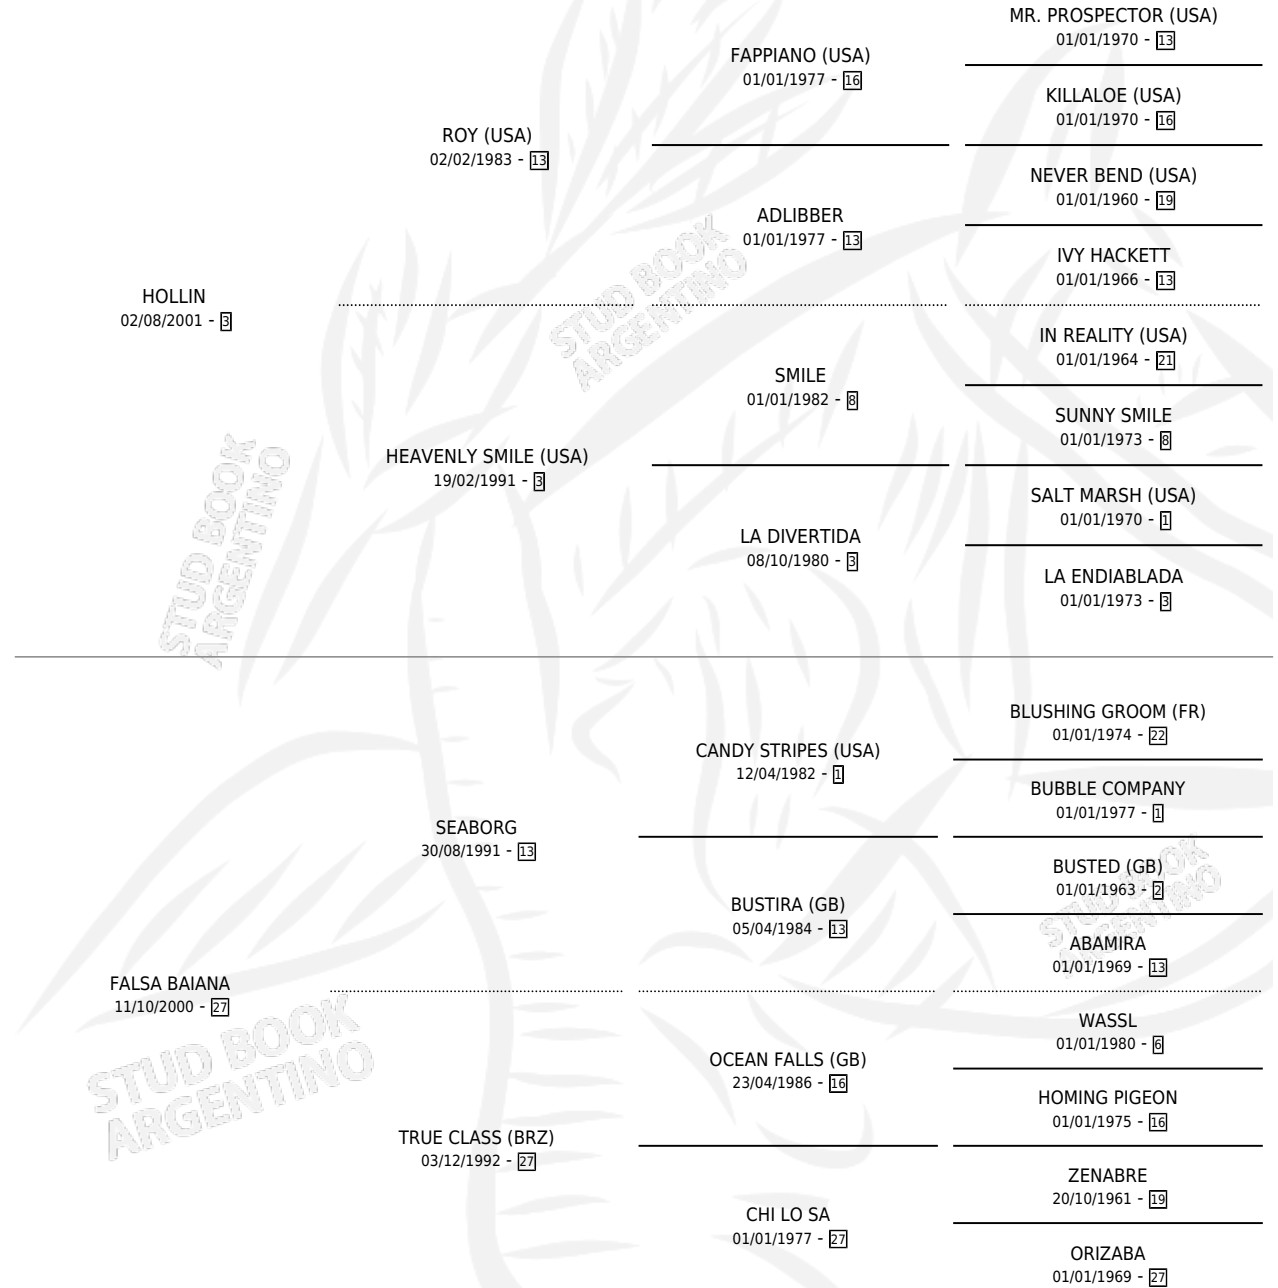 MR. PROSPECTOR (USA)
01/01/1970 - 13
FAPPIANO (USA)
01/01/1977 - 16
KILLALOE (USA)
01/01/1970 - 16
ROY (USA)
02/02/1983 - 13
NEVER BEND (USA)
01/01/1960 - 19
ADLIBBER
01/01/1977 - 13
IVY HACKETT
01/01/1966 - 13
HOLLIN
02/08/2001 - 3
IN REALITY (USA)
01/01/1964 - 21
SMILE
01/01/1982 - 8
SUNNY SMILE
01/01/1973 - 8
HEAVENLY SMILE (USA)
19/02/1991 - 3
SALT MARSH (USA)
01/01/1970 - 1
LA DIVERTIDA
08/10/1980 - 3
LA ENDIABLADA
01/01/1973 - 3
BLUSHING GROOM (FR)
01/01/1974 - 22
CANDY STRIPES (USA)
12/04/1982 - 1
BUBBLE COMPANY
01/01/1977 - 1
SEABORG
30/08/1991 - 13
BUSTED (GB)
01/01/1963 - 2
BUSTIRA (GB)
05/04/1984 - 13
ABAMIRA
01/01/1969 - 13
FALSA BAIANA
11/10/2000 - 27
WASSL
01/01/1980 - 6
OCEAN FALLS (GB)
23/04/1986 - 16
HOMING PIGEON
01/01/1975 - 16
TRUE CLASS (BRZ)
03/12/1992 - 27
ZENABRE
20/10/1961 - 19
CHI LO SA
01/01/1977 - 27
ORIZABA
01/01/1969 - 27
STUD BOOK
ARGENTINO
STUD BOOK
ARGENTINO
STUD BOOK
ARGENTINO
STUD BOOK
ARGENTINO